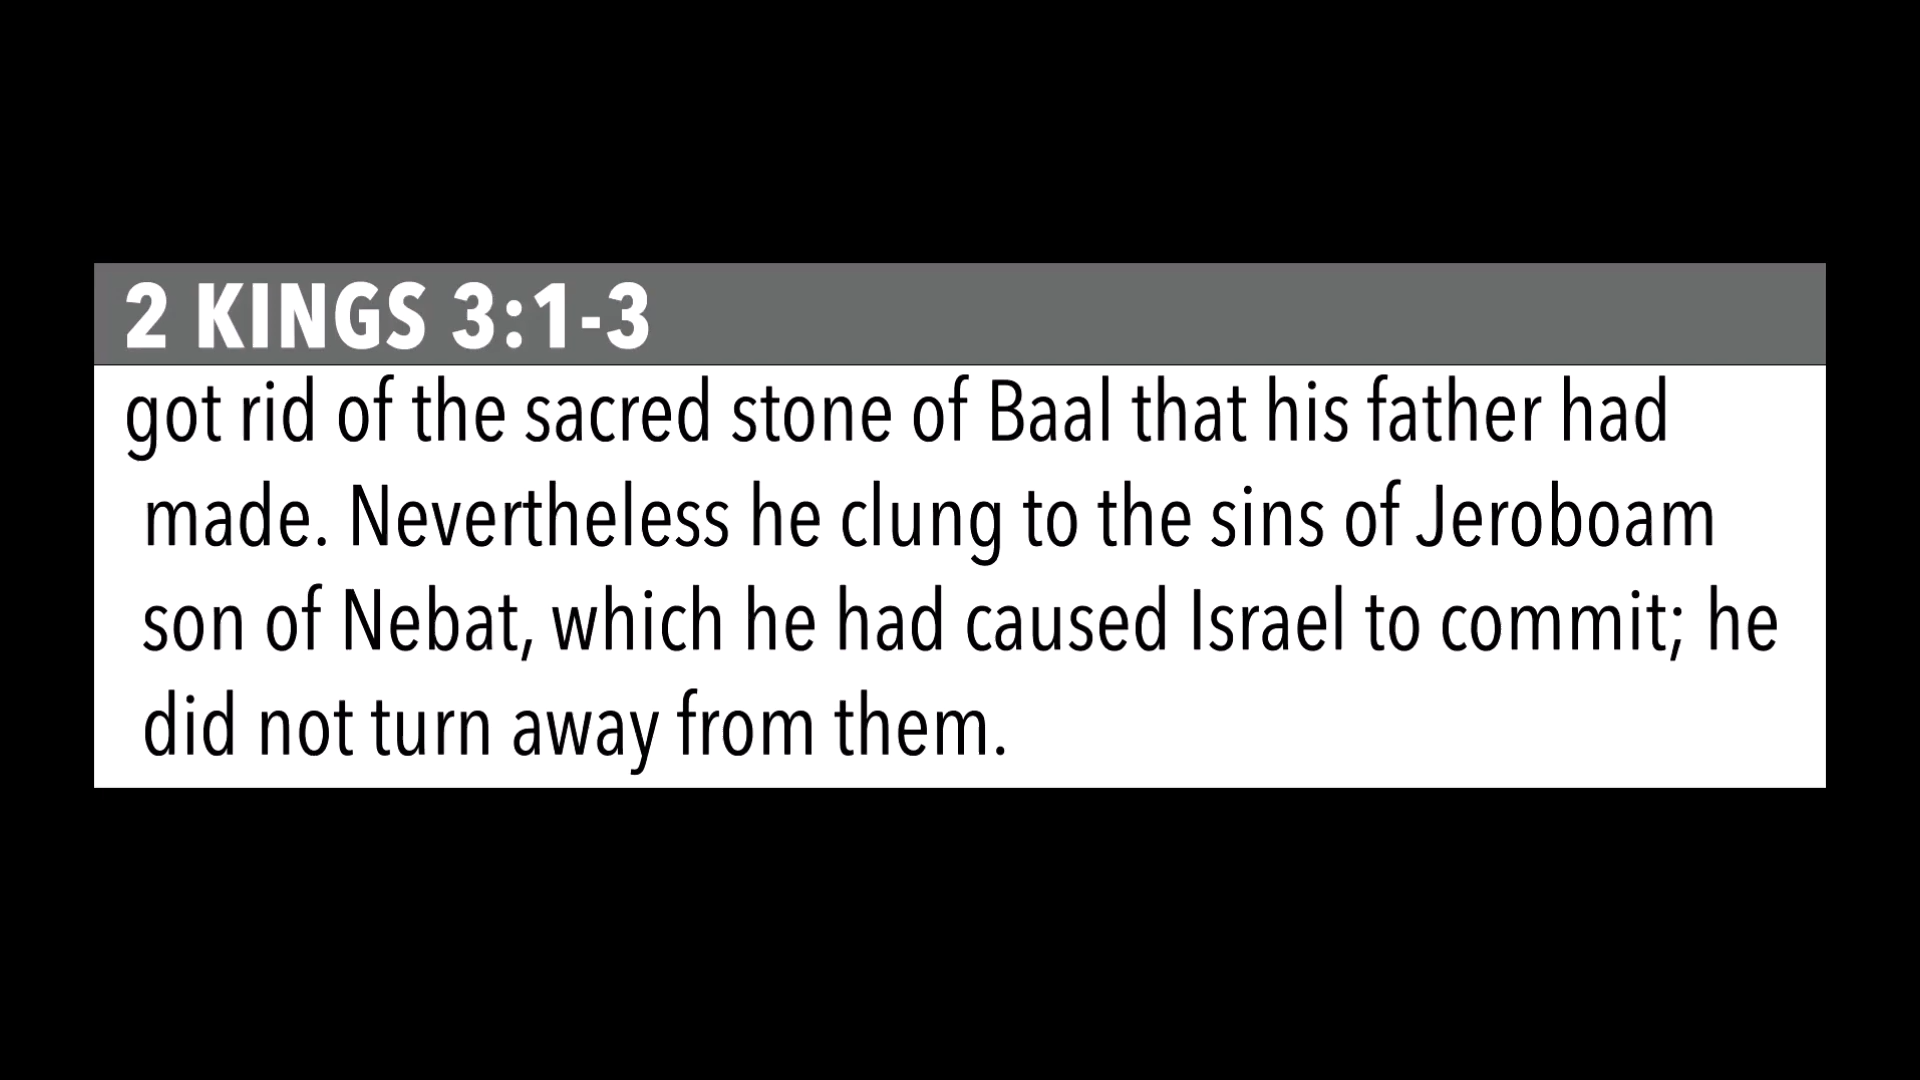 2 KINGS 3:1-3
got rid of the sacred stone of Baal that his father had
made. Nevertheless he clung to the sins of Jeroboam
son of Nebat, which he had caused Israel to commit; he
did not turn away from them.